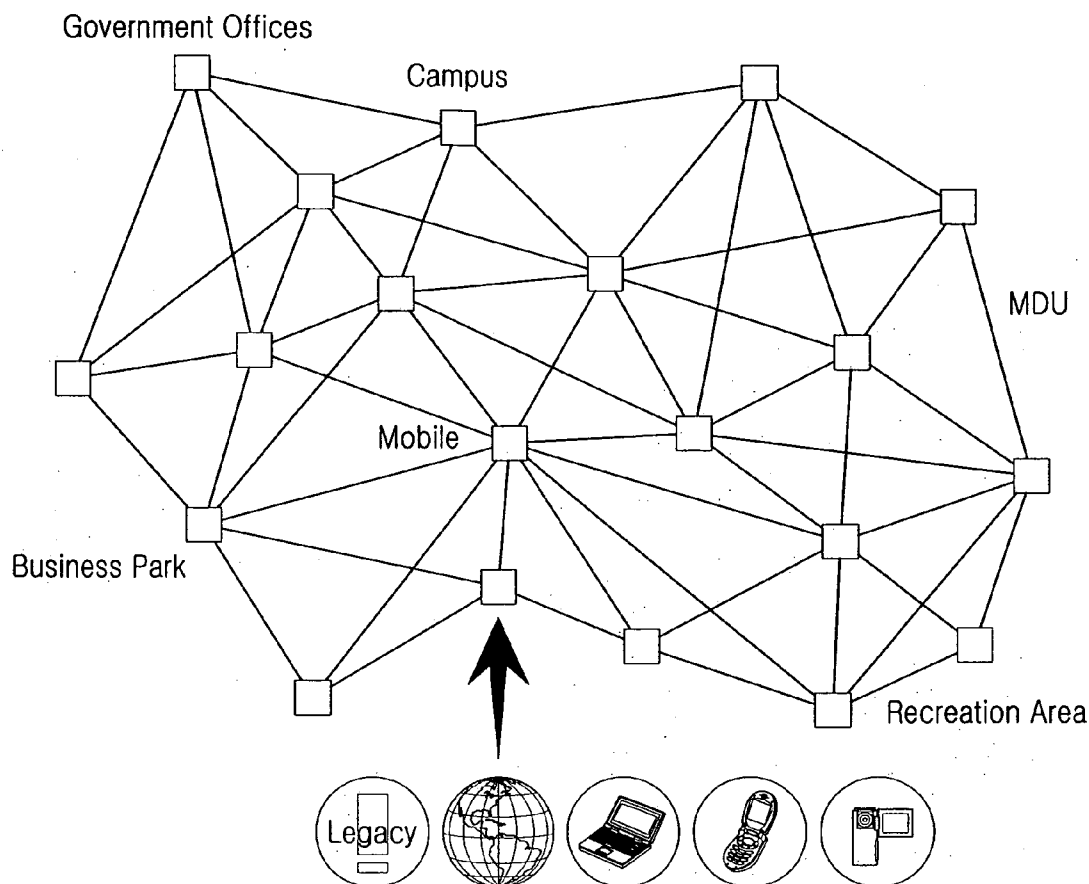 Government Offices
Campus
MDU
Mobile
Business Park
Recreation Area
Legacy